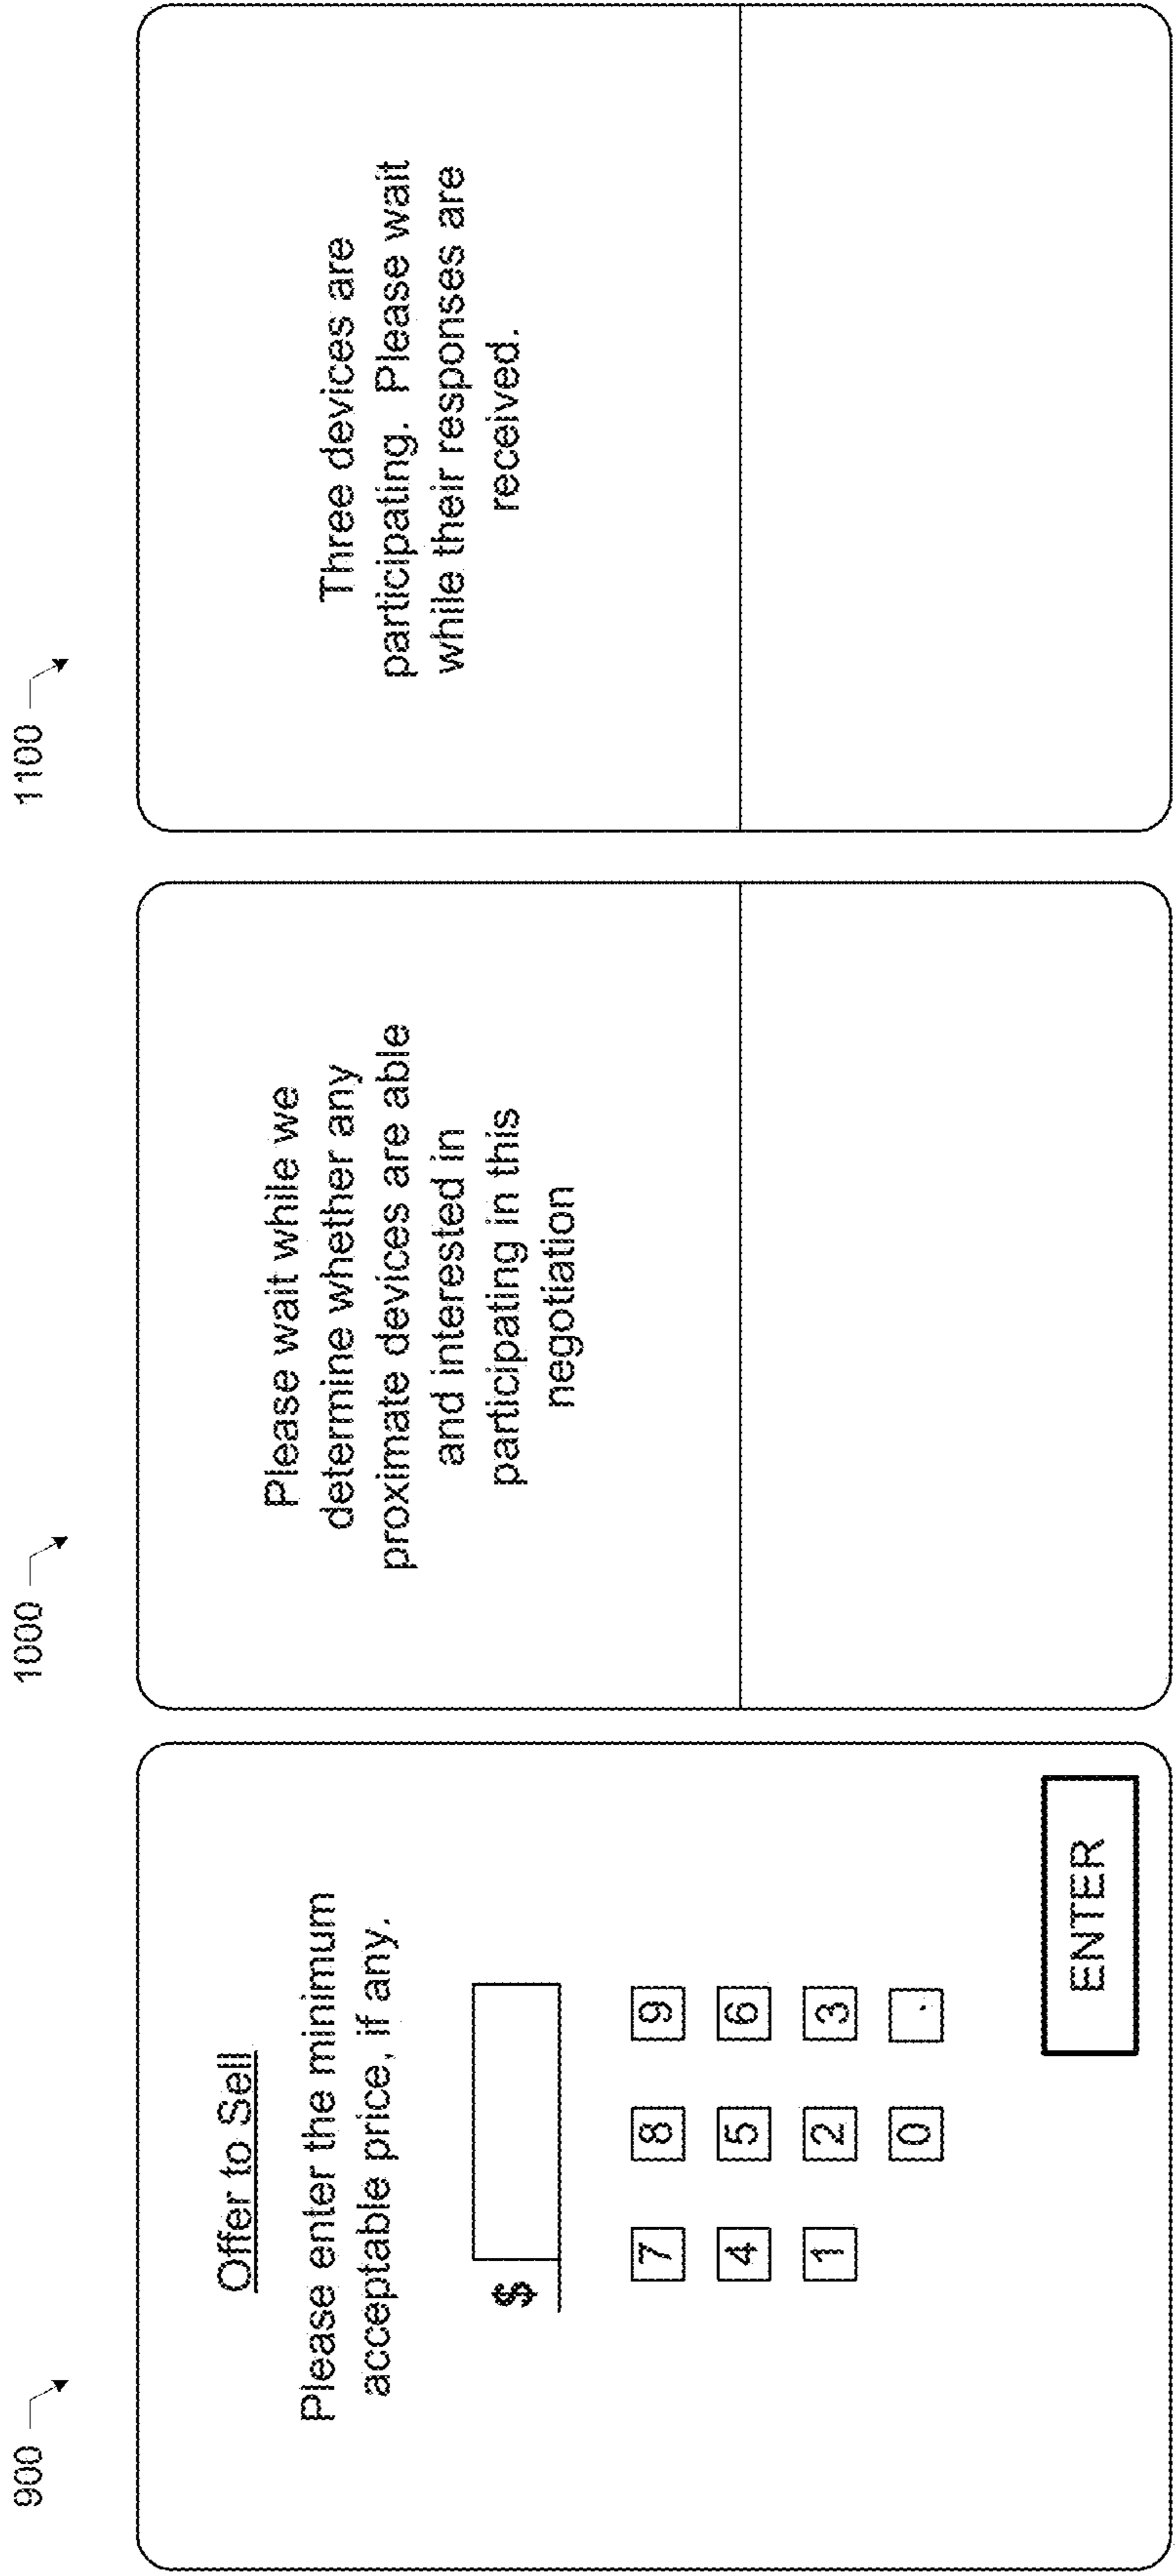 900
Offer to Sell
Please enter the minimum
acceptable price, if any.
$
7 8 9
4 5 6
1 2 3
0 .
ENTER
1000
Please wait while we
determine whether any
proximate devices are able
and interested in
participating in this
negotiation
1100
Three devices are
participating. Please wait
while their responses are
received.